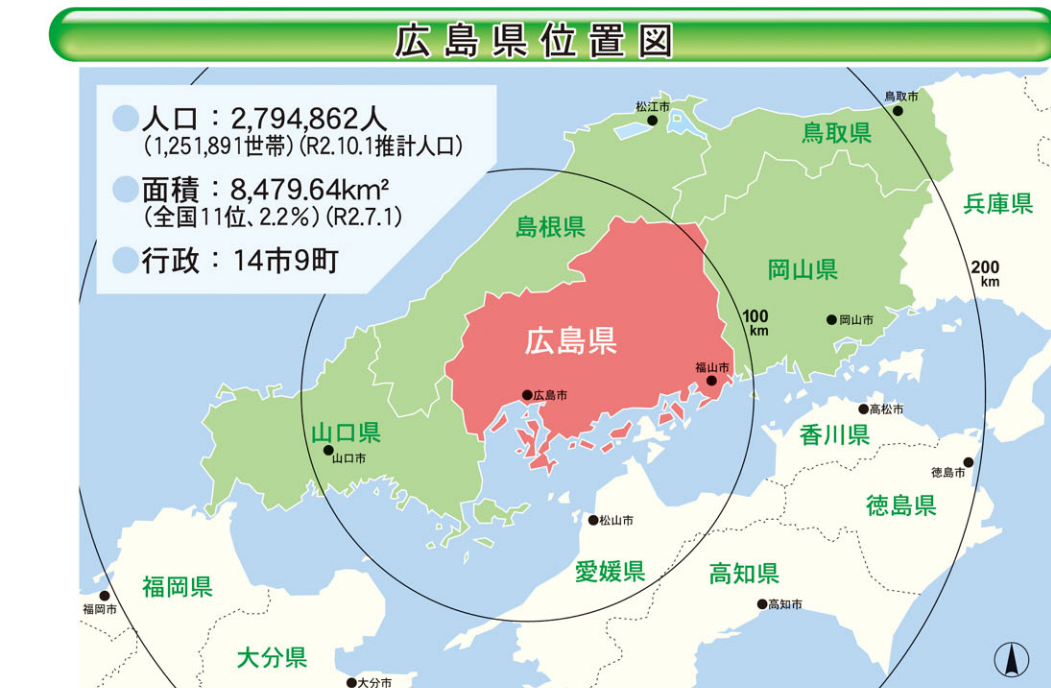 広島県位置図
人口：2,794,862人
(1,251,891世帯)(R2.10.1推計人口)
面積：8,479.64km²
(全国11位、2.2％)(R2.7.1)
行政：14市9町
鳥取市
松江市
鳥取県
兵庫県
島根県
岡山県
200
km
100
km
岡山市
広島県
福山市
広島市
高松市
山口県
香川県
山口市
徳島市
徳島県
松山市
愛媛県
高知県
福岡県
福岡市
高知市
大分県
大分市